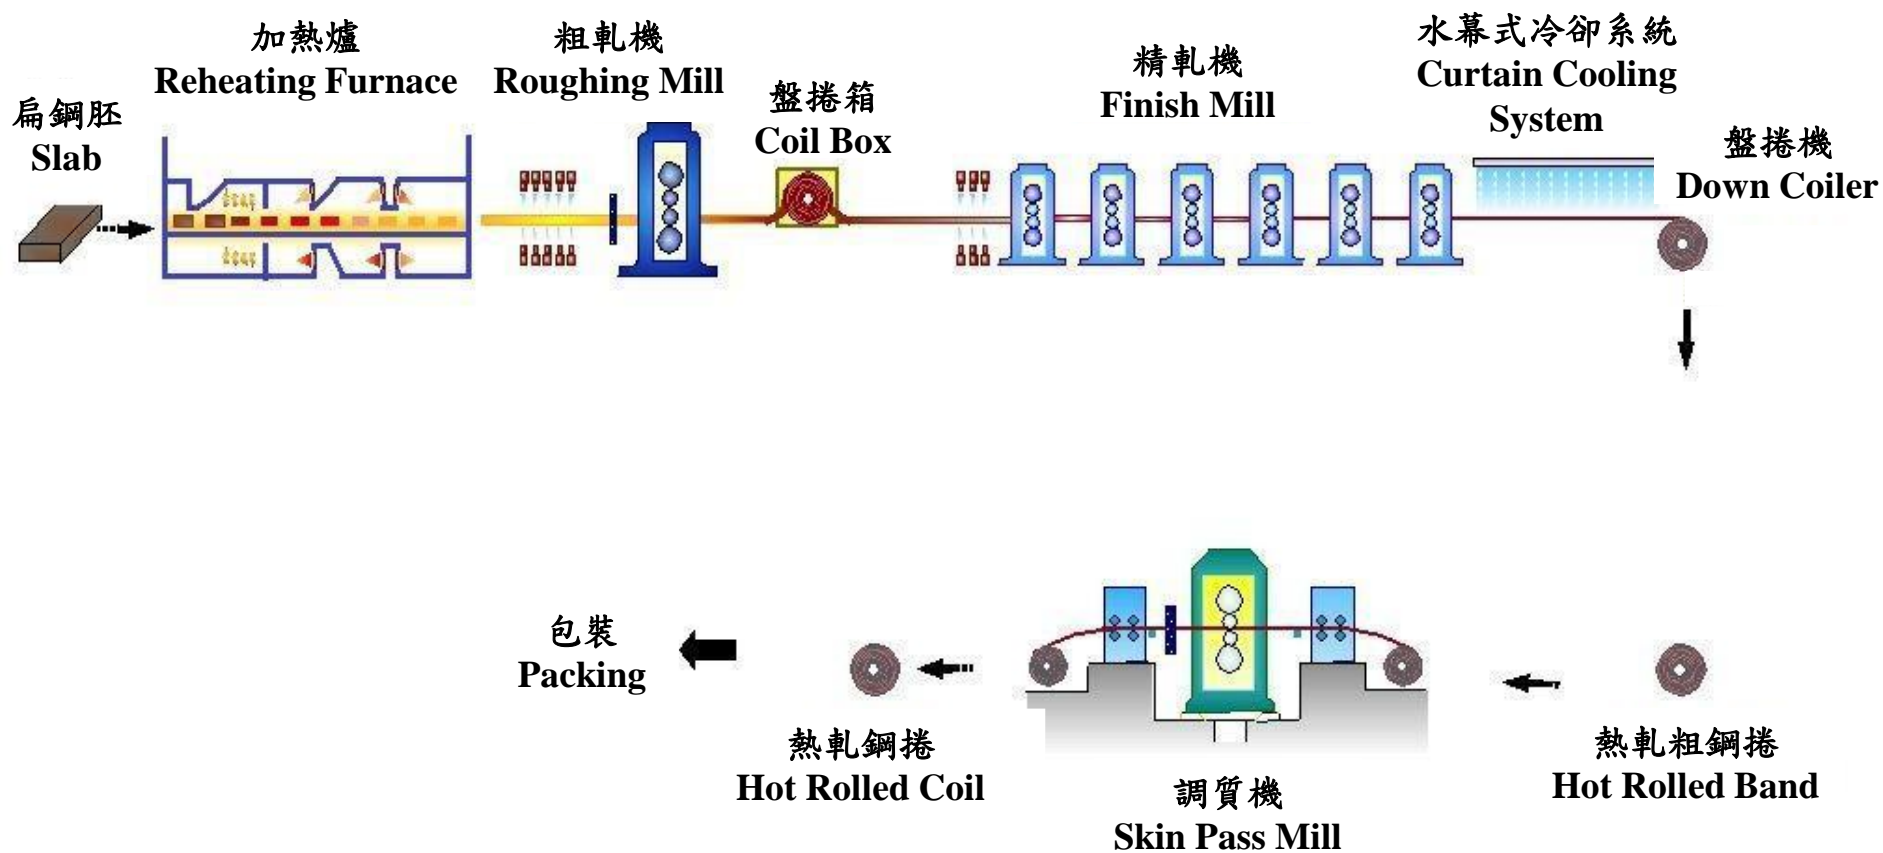 扁鋼胚
Slab
加熱爐
Reheating Furnace
粗軋機
Roughing Mill
盤捲箱
Coil Box
精軋機
Finish Mill
水幕式冷卻系統
Curtain Cooling
System
盤捲機
Down Coiler
包裝
Packing
熱軋鋼捲
Hot Rolled Coil
調質機
Skin Pass Mill
熱軋粗鋼捲
Hot Rolled Band